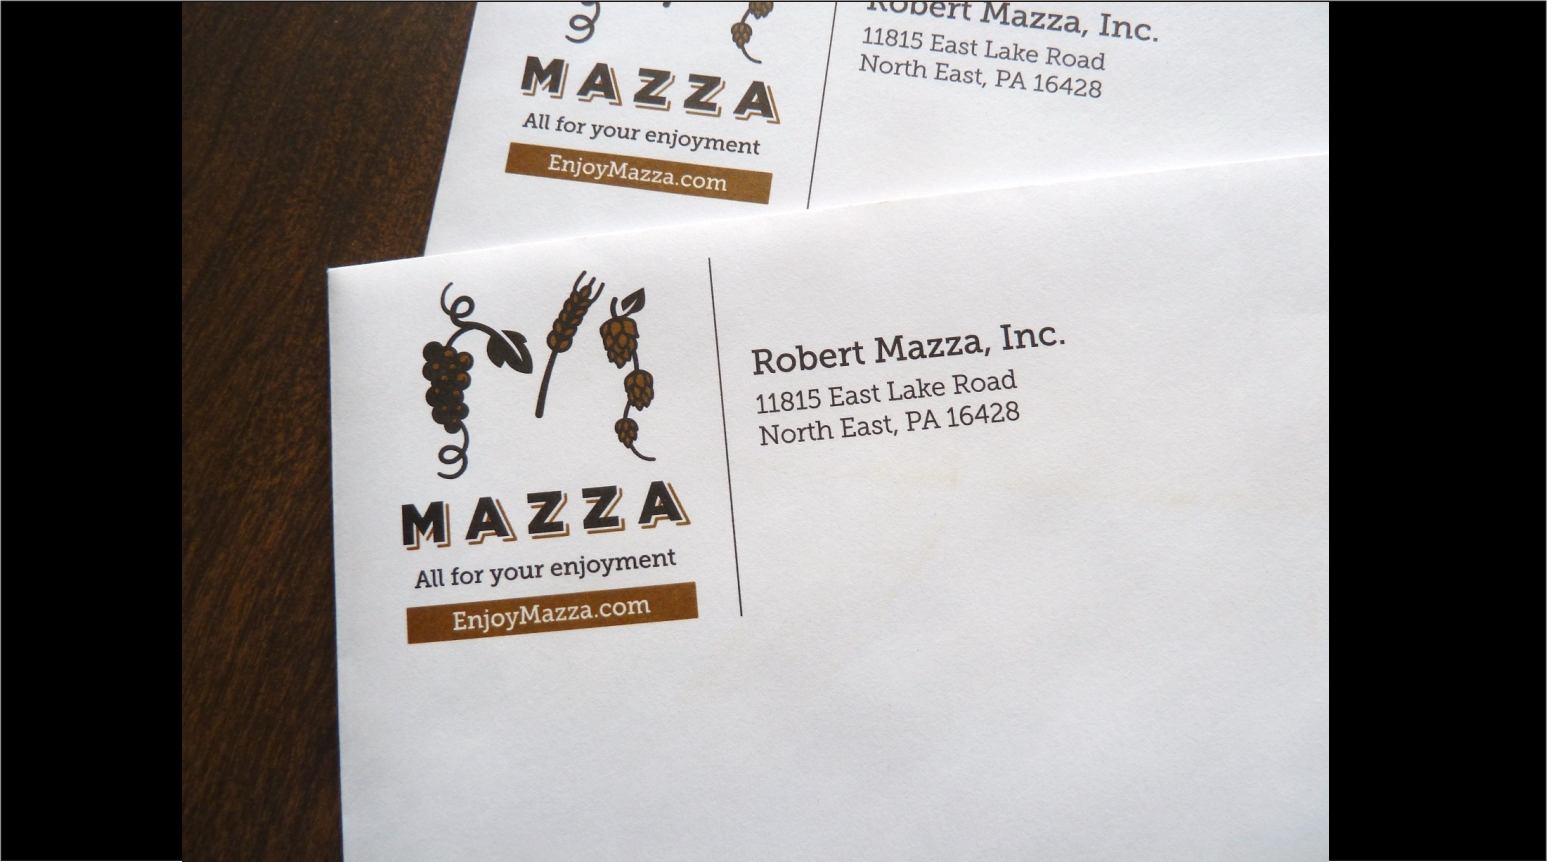 Robert Mazza, Inc.
11815 East Lake Road
North East, PA 16428
MAZZA
All for your enjoyment
EnjoyMazza.com
Robert Mazza, Inc.
11815 East Lake Road
North East, PA 16428
MAZZA
All for your enjoyment
EnjoyMazza.com